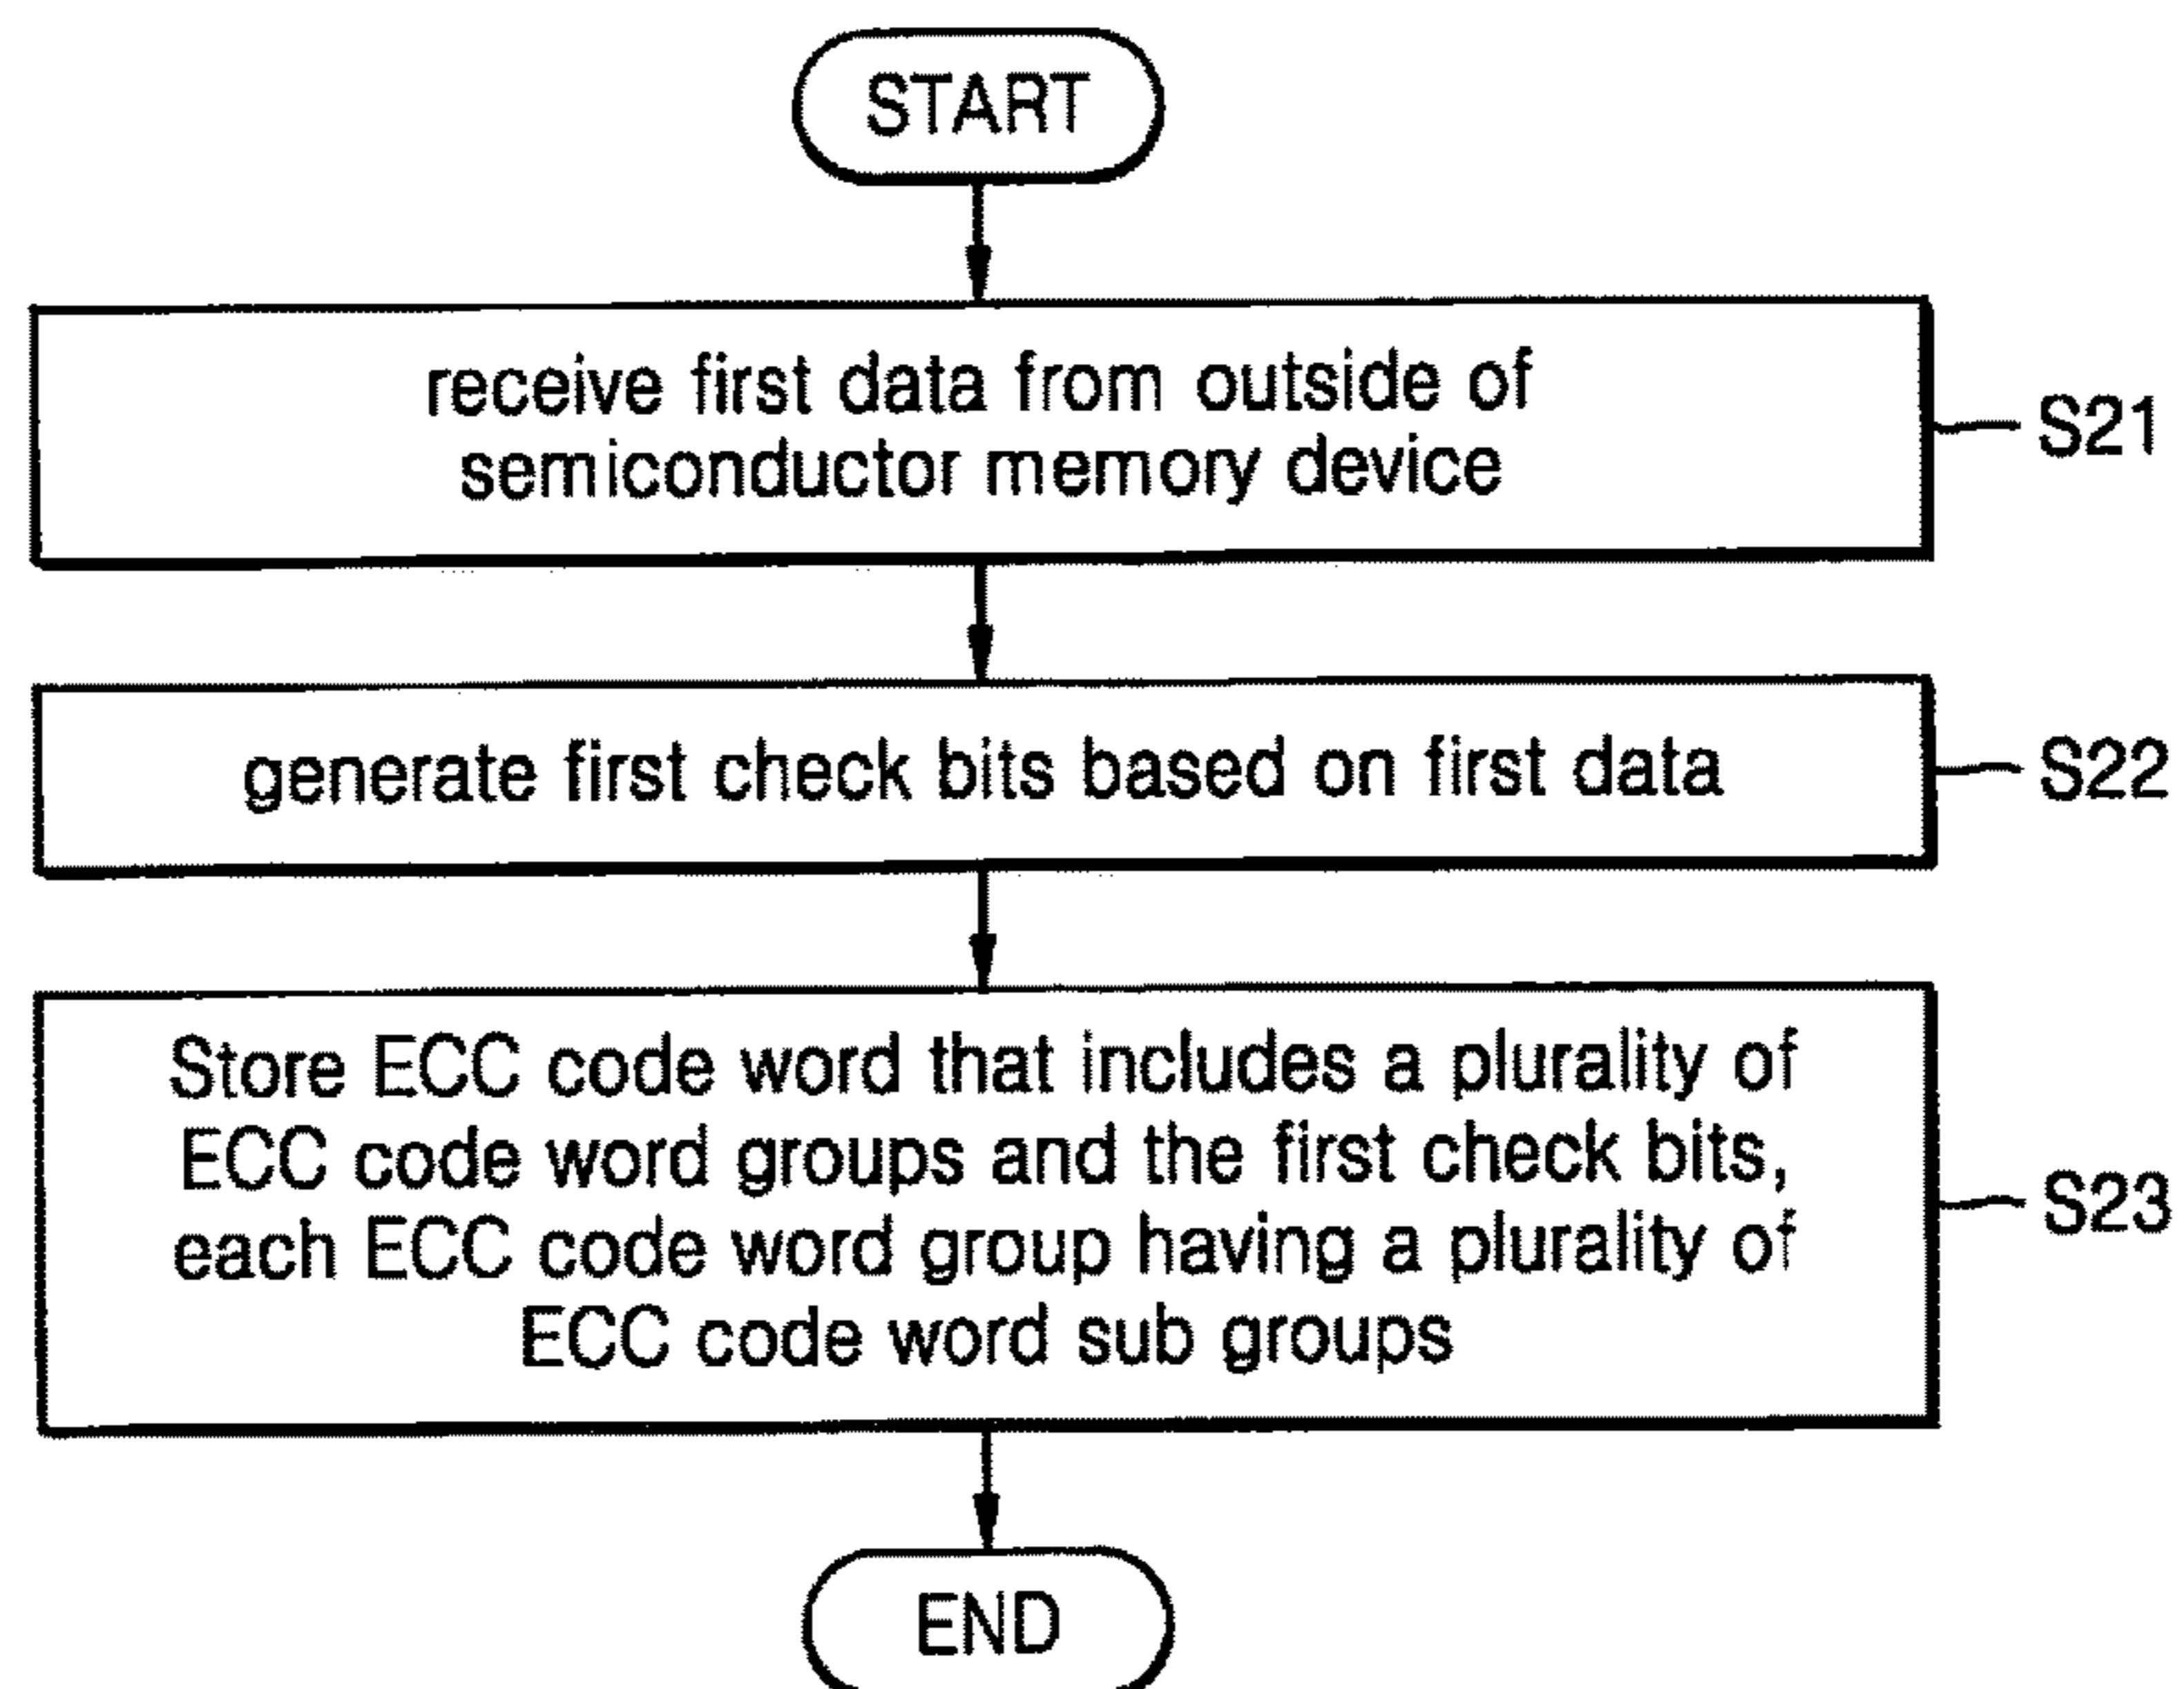 START
receive first data from outside of
semiconductor memory device
S21
generate first check bits based on first data
S22
Store ECC code word that includes a plurality of
ECC code word groups and the first check bits,
each ECC code word group having a plurality of
ECC code word sub groups
S23
END